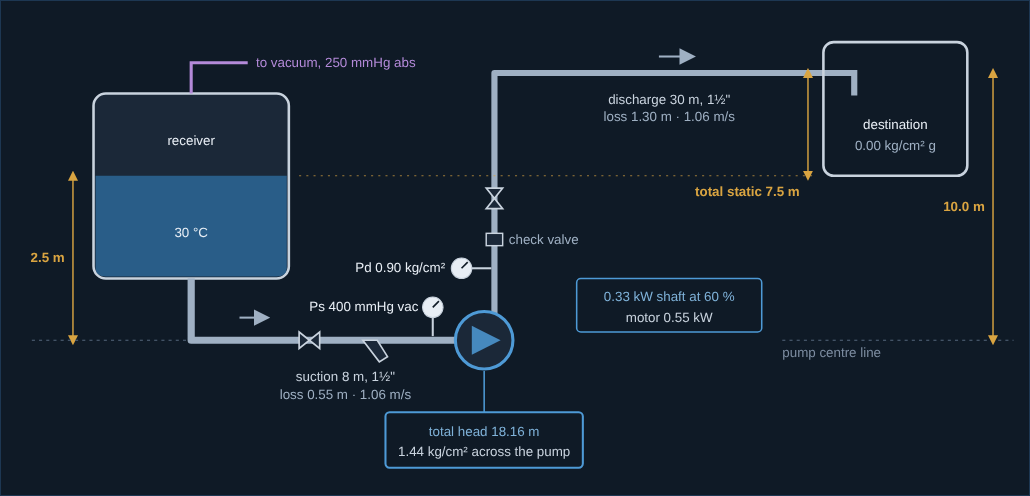 to vacuum, 250 mmHg abs
receiver
30 °C
2.5 m
discharge 30 m, 1½"
loss 1.30 m · 1.06 m/s
destination
0.00 kg/cm² g
total static 7.5 m
10.0 m
check valve
Pd 0.90 kg/cm²
Ps 400 mmHg vac
0.33 kW shaft at 60 %
motor 0.55 kW
pump centre line
suction 8 m, 1½"
loss 0.55 m · 1.06 m/s
total head 18.16 m
1.44 kg/cm² across the pump